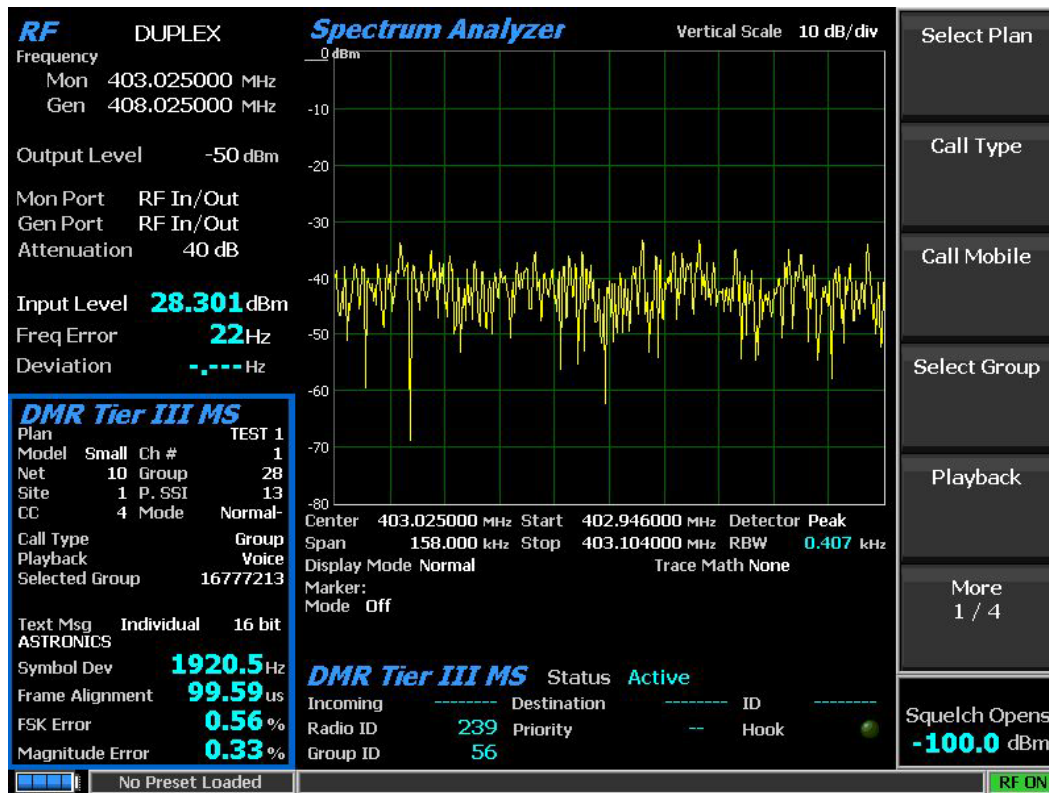 RF DUPLEX
Frequency
Mon 403.025000 MHz
Gen 408.025000 MHz
Output Level -50 dBm
Mon Port RF In/Out
Gen Port RF In/Out
Attenuation 40 dB
Input Level 28.301 dBm
Freq Error 22 Hz
Deviation -.--- Hz
DMR Tier III MS
Plan TEST 1
Model Small Ch # 1
Net 10 Group 28
Site 1 P. SSI 13
CC 4 Mode Normal-
Call Type Group
Playback Voice
Selected Group 16777213
Text Msg Individual 16 bit
ASTRONICS
Symbol Dev 1920.5 Hz
Frame Alignment 99.59 us
FSK Error 0.56 %
Magnitude Error 0.33 %
Spectrum Analyzer Vertical Scale 10 dB/div
0 dBm
-10
-20
-30
-40
-50
-60
-70
-80
Center 403.025000 MHz Start 402.946000 MHz Detector Peak
Span 158.000 kHz Stop 403.104000 MHz RBW 0.407 kHz
Display Mode Normal Trace Math None
Marker:
Mode Off
DMR Tier III MS Status Active
Incoming --------- Destination --------- ID ---------
Radio ID 239 Priority -- Hook
Group ID 56
Select Plan
Call Type
Call Mobile
Select Group
Playback
More
1 / 4
Squelch Opens
-100.0 dBm
No Preset Loaded
RF ON